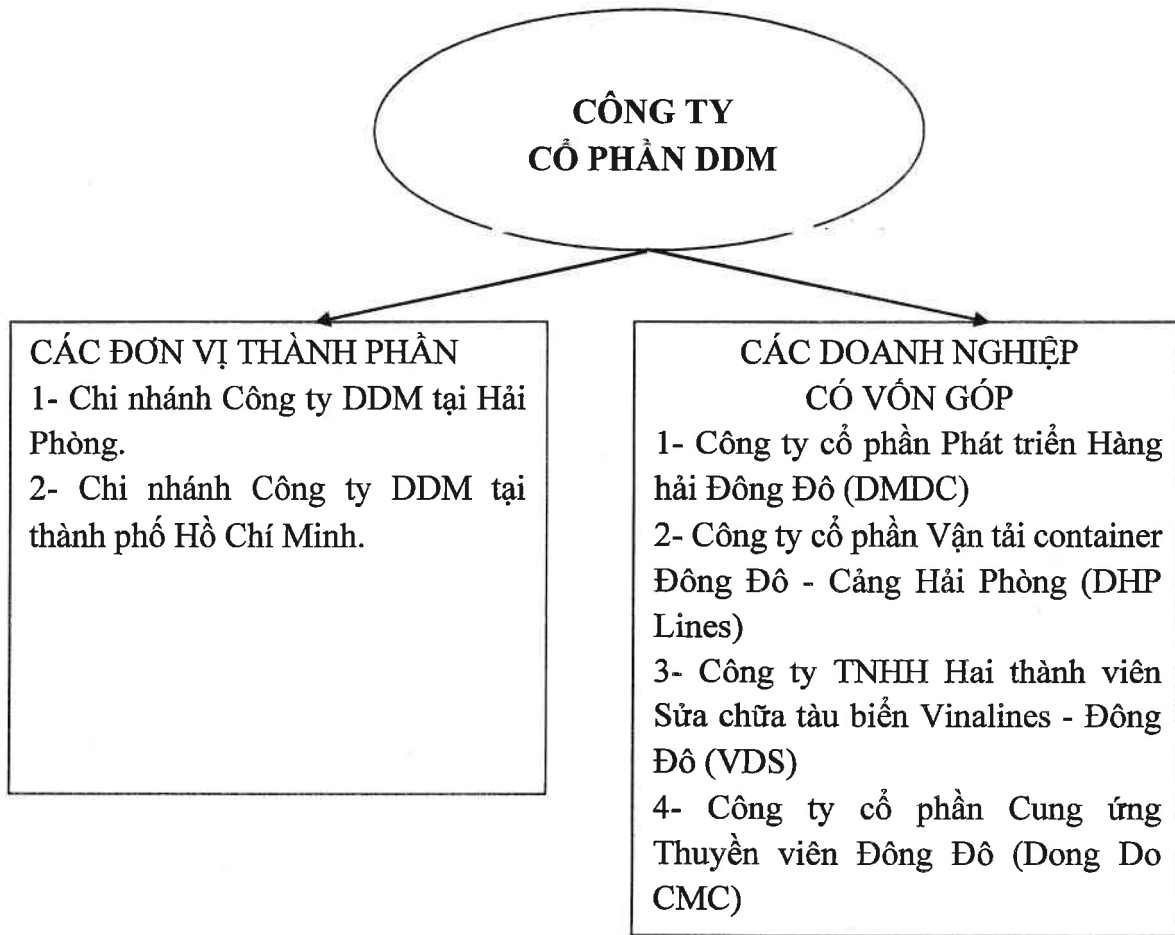 CÔNG TY
CỔ PHẦN DDM
CÁC ĐƠN VỊ THÀNH PHẦN
1- Chi nhánh Công ty DDM tại Hải
Phòng.
2- Chi nhánh Công ty DDM tại
thành phố Hồ Chí Minh.
CÁC DOANH NGHIỆP
CÓ VỐN GÓP
1- Công ty cổ phần Phát triển Hàng
hải Đông Đô (DMDC)
2- Công ty cổ phần Vận tải container
Đông Đô - Cảng Hải Phòng (DHP
Lines)
3- Công ty TNHH Hai thành viên
Sửa chữa tàu biển Vinalines - Đông
Đô (VDS)
4- Công ty cổ phần Cung ứng
Thuyền viên Đông Đô (Dong Do
CMC)